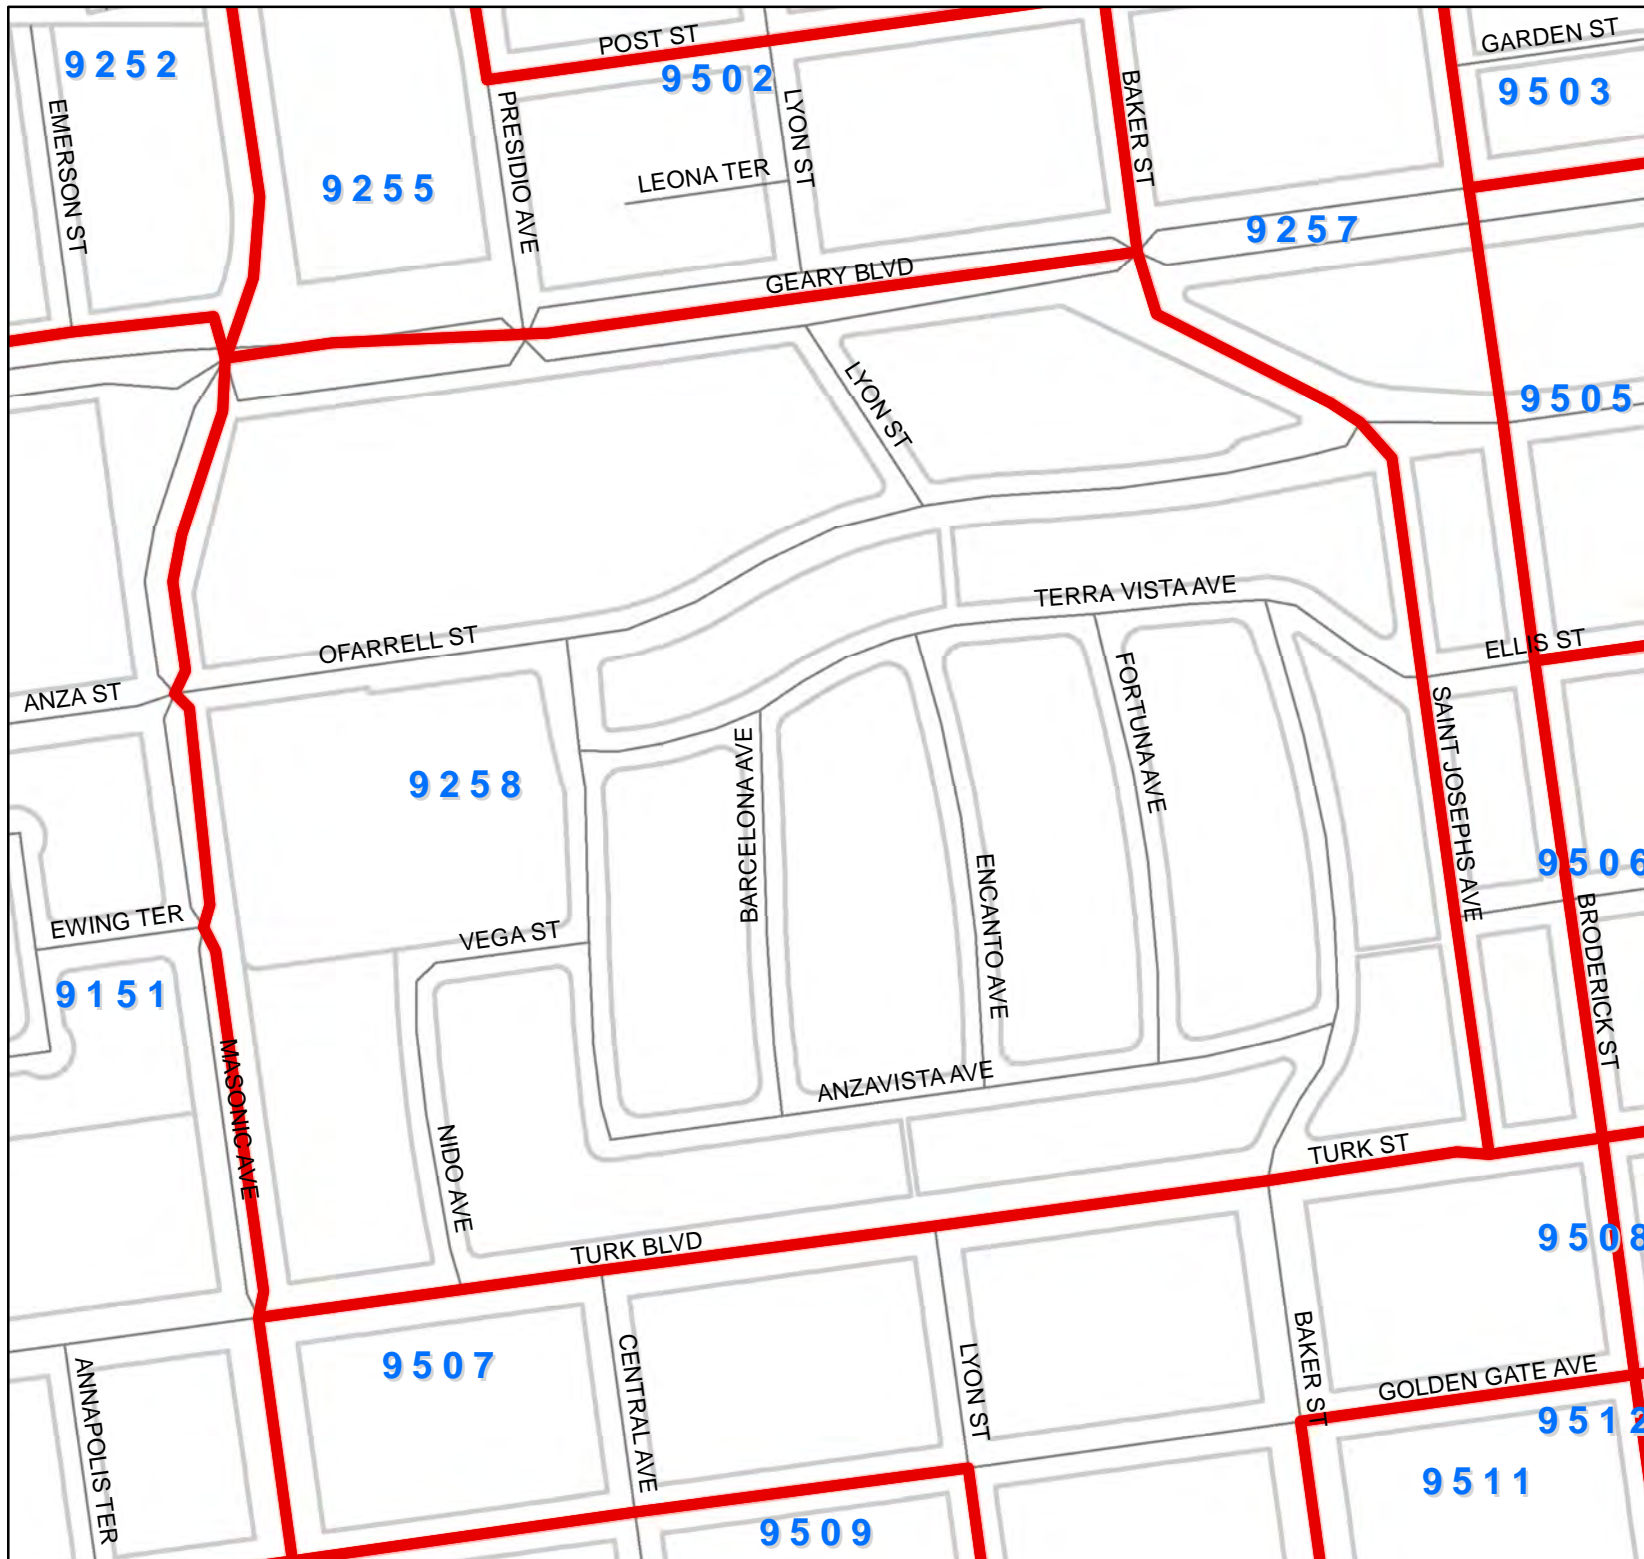 POST ST
GARDEN ST
9252
9502
9503
EMERSON ST
PRESIDIO AVE
LYON ST
BAKER ST
LEONA TER
9255
9257
GEARY BLVD
LYON ST
9505
TERRA VISTA AVE
OFARRELL ST
ELLIS ST
ANZA ST
FORTUNA AVE
SAINT JOSEPHS AVE
BARCELONA AVE
9258
9506
ENCANTO AVE
EWING TER
VEGA ST
BRODERICK ST
9151
MASONIC AVE
ANZAVISTA AVE
NIDO AVE
TURK ST
TURK BLVD
9508
9507
CENTRAL AVE
LYON ST
BAKER ST
GOLDEN GATE AVE
ANNAPOLIS TER
9512
9511
9509